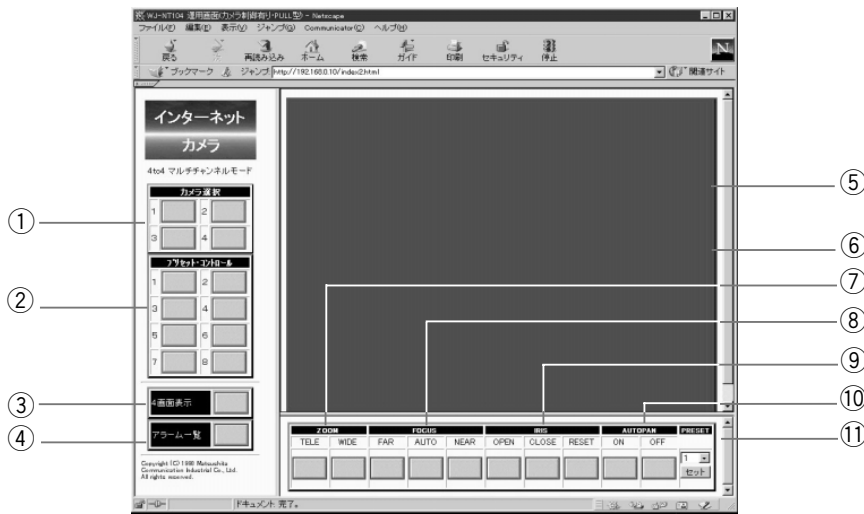 WJ-NT104 運用画面(カメラ制御有り・PULL型) - Netscape
ファイル(F) 編集(E) 表示(V) ジャンプ(G) Communicator(C) ヘルプ(H)
戻る 再読み込み ホーム 検索 ガイド 印刷 セキュリティ 停止
N
ブックマーク ジャンプ: http://192.168.0.10/index2.html 関連サイト
インターネット
カメラ
4to4 マルチチャンネルモード
カメラ選択
1 2
3 4
プリセット・コントロール
1 2
3 4
5 6
7 8
4画面表示
アラーム一覧
Copyright (C) 1998 Matsushita
Communication Industrial Co., Ltd.
All rights reserved.
ZOOM FOCUS IRIS AUTOPAN PRESET
TELE WIDE FAR AUTO NEAR OPEN CLOSE RESET ON OFF
1
セット
ドキュメント: 完了。
①
②
③
④
⑤
⑥
⑦
⑧
⑨
⑩
⑪